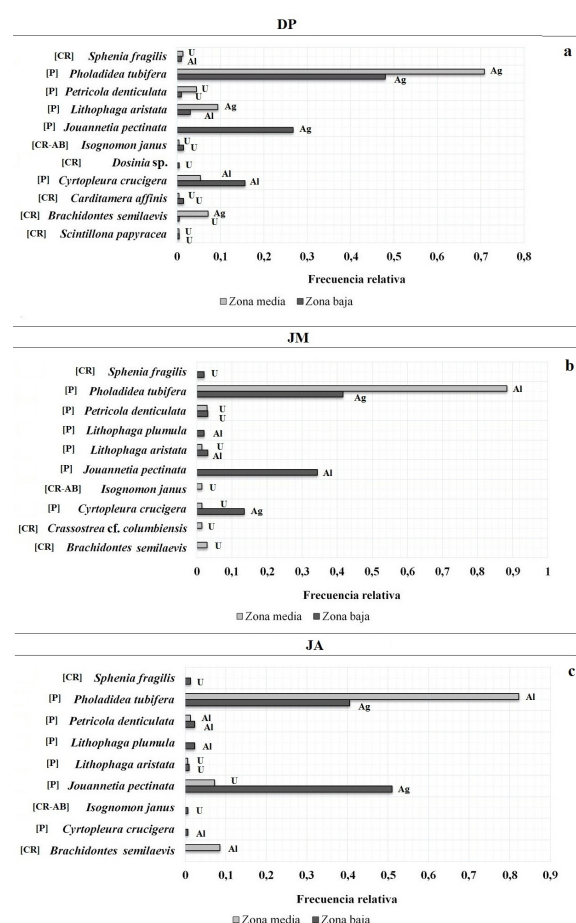 DP
a
[CR] Sphenia fragilis U
Al
[P] Pholadidea tubifera Ag
Ag
[P] Petricola denticulata U
U
[P] Lithophaga aristata Ag
Al
[P] Jouannetia pectinata Ag
[CR-AB] Isognomon janus U
U
[CR] Dosinia sp. U
[P] Cyrtopleura crucigera Al
Al
[CR] Carditamera affinis U
U
[CR] Brachidontes semilaevis Ag
U
[CR] Scintillona papyracea U
U
0 0,1 0,2 0,3 0,4 0,5 0,6 0,7 0,8
Frecuencia relativa
Zona media Zona baja
JM
b
[CR] Sphenia fragilis U
[P] Pholadidea tubifera Al
Ag
[P] Petricola denticulata U
U
[P] Lithophaga plumula Al
[P] Lithophaga aristata U
Al
[P] Jouannetia pectinata Al
[CR-AB] Isognomon janus U
[P] Cyrtopleura crucigera U
Ag
[CR] Crassostrea cf. columbiensis U
[CR] Brachidontes semilaevis U
0 0,1 0,2 0,3 0,4 0,5 0,6 0,7 0,8 0,9 1
Frecuencia relativa
Zona media Zona baja
JA
c
[CR] Sphenia fragilis U
[P] Pholadidea tubifera Al
Ag
[P] Petricola denticulata Al
Al
[P] Lithophaga plumula Al
[P] Lithophaga aristata U
U
[P] Jouannetia pectinata U
Ag
[CR-AB] Isognomon janus U
[P] Cyrtopleura crucigera Al
[CR] Brachidontes semilaevis Al
0 0,1 0,2 0,3 0,4 0,5 0,6 0,7 0,8 0,9
Frecuencia relativa
Zona media Zona baja